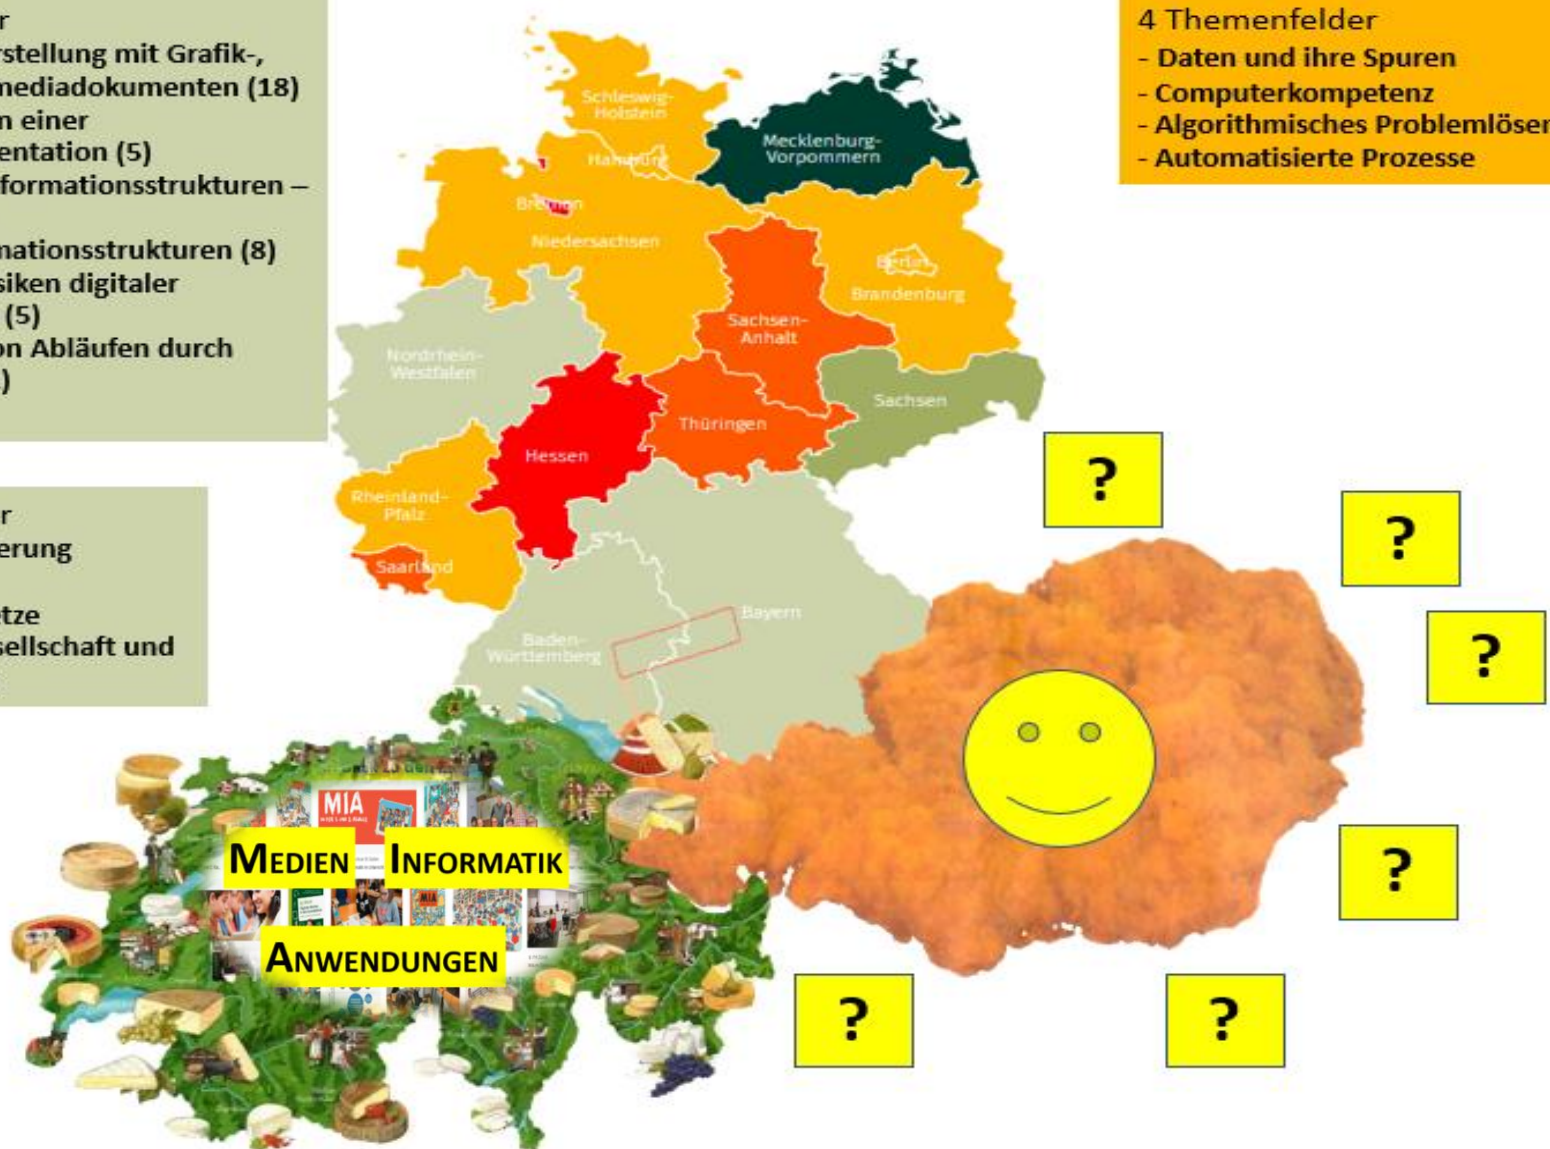 r
rstellung mit Grafik-,
mediadokumenten (18)
n einer
entation (5)
formationsstrukturen –
mationsstrukturen (8)
siken digitaler
(5)
on Abläufen durch
)
r
erung
tze
sellschaft und
4 Themenfelder
- Daten und ihre Spuren
- Computerkompetenz
- Algorithmisches Problemlösen
- Automatisierte Prozesse
Schleswig-
Holstein
Mecklenburg-
Vorpommern
Hamburg
Bremen
Niedersachsen
Berlin
Brandenburg
Sachsen-
Anhalt
Nordrhein-
Westfalen
Sachsen
Thüringen
Hessen
Rheinland-
Pfalz
Saarland
Bayern
Baden-
Württemberg
?
?
?
?
?
?
MIA
MEDIEN INFORMATIK
MIA
ANWENDUNGEN